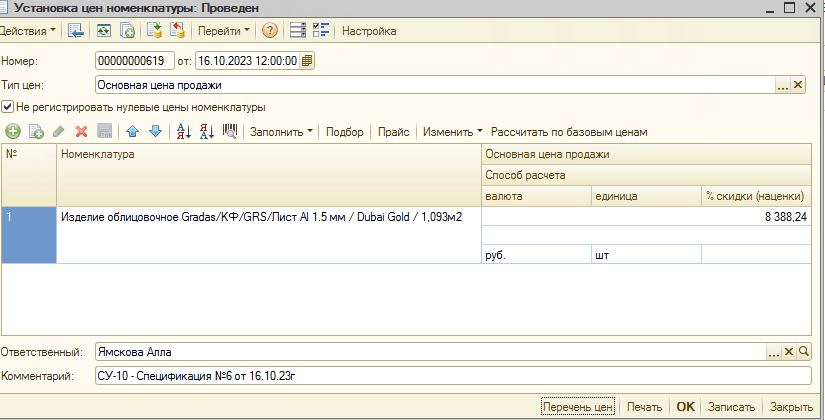 Установка цен номенклатуры: Проведен
Действия Перейти Настройка
Номер: 00000000619 от: 16.10.2023 12:00:00
Тип цен: Основная цена продажи ... ×
Не регистрировать нулевые цены номенклатуры
Заполнить Подбор Прайс Изменить Рассчитать по базовым ценам
№ Номенклатура Основная цена продажи
Способ расчета
валюта единица % скидки (наценки)
1 Изделие облицовочное Gradas/КФ/GRS/Лист Al 1.5 мм / Dubai Gold / 1,093м2 8 388,24
руб. шт
Ответственный: Ямскова Алла ... ×
Комментарий: СУ-10 - Спецификация №6 от 16.10.23г
Перечень цен Печать ОК Записать Закрыть